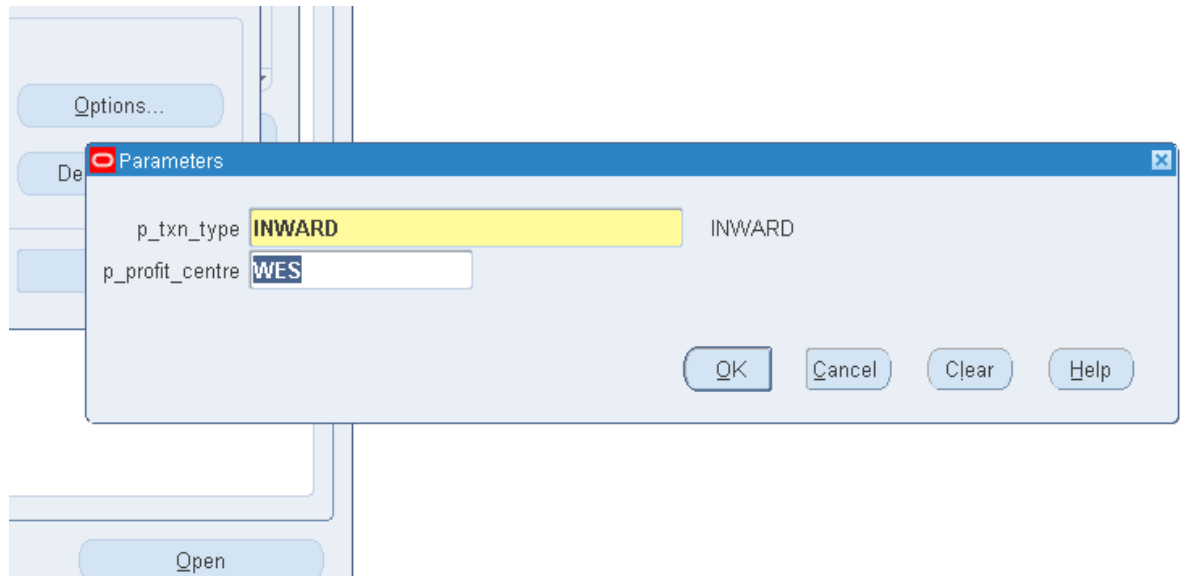 Options...
De
Parameters
p_txn_type INWARD INWARD
p_profit_centre WES
OK Cancel Clear Help
Open